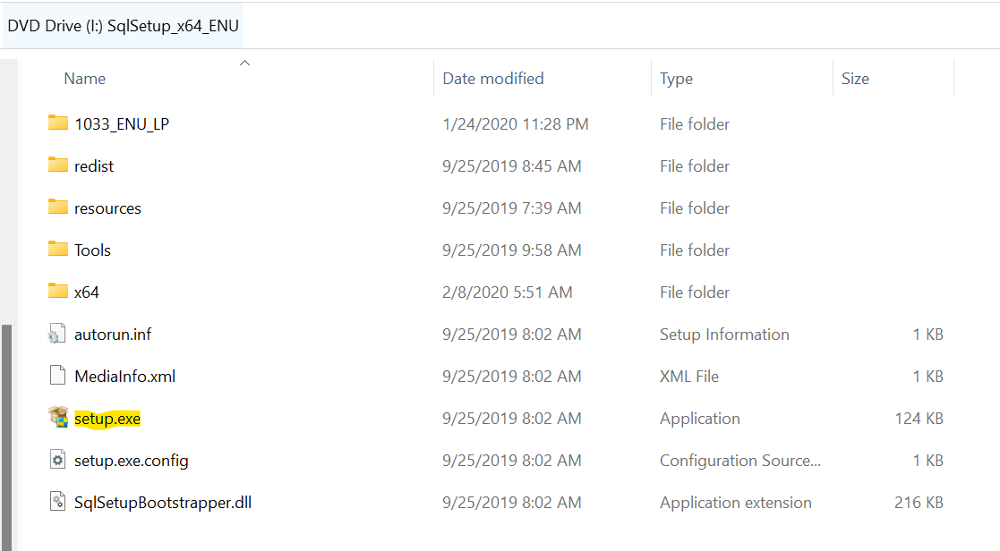 DVD Drive (I:) SqlSetup_x64_ENU
Name Date modified Type Size
1033_ENU_LP 1/24/2020 11:28 PM File folder
redist 9/25/2019 8:45 AM File folder
resources 9/25/2019 7:39 AM File folder
Tools 9/25/2019 9:58 AM File folder
x64 2/8/2020 5:51 AM File folder
autorun.inf 9/25/2019 8:02 AM Setup Information 1 KB
MediaInfo.xml 9/25/2019 8:02 AM XML File 1 KB
setup.exe 9/25/2019 8:02 AM Application 124 KB
setup.exe.config 9/25/2019 8:02 AM Configuration Source... 1 KB
SqlSetupBootstrapper.dll 9/25/2019 8:02 AM Application extension 216 KB